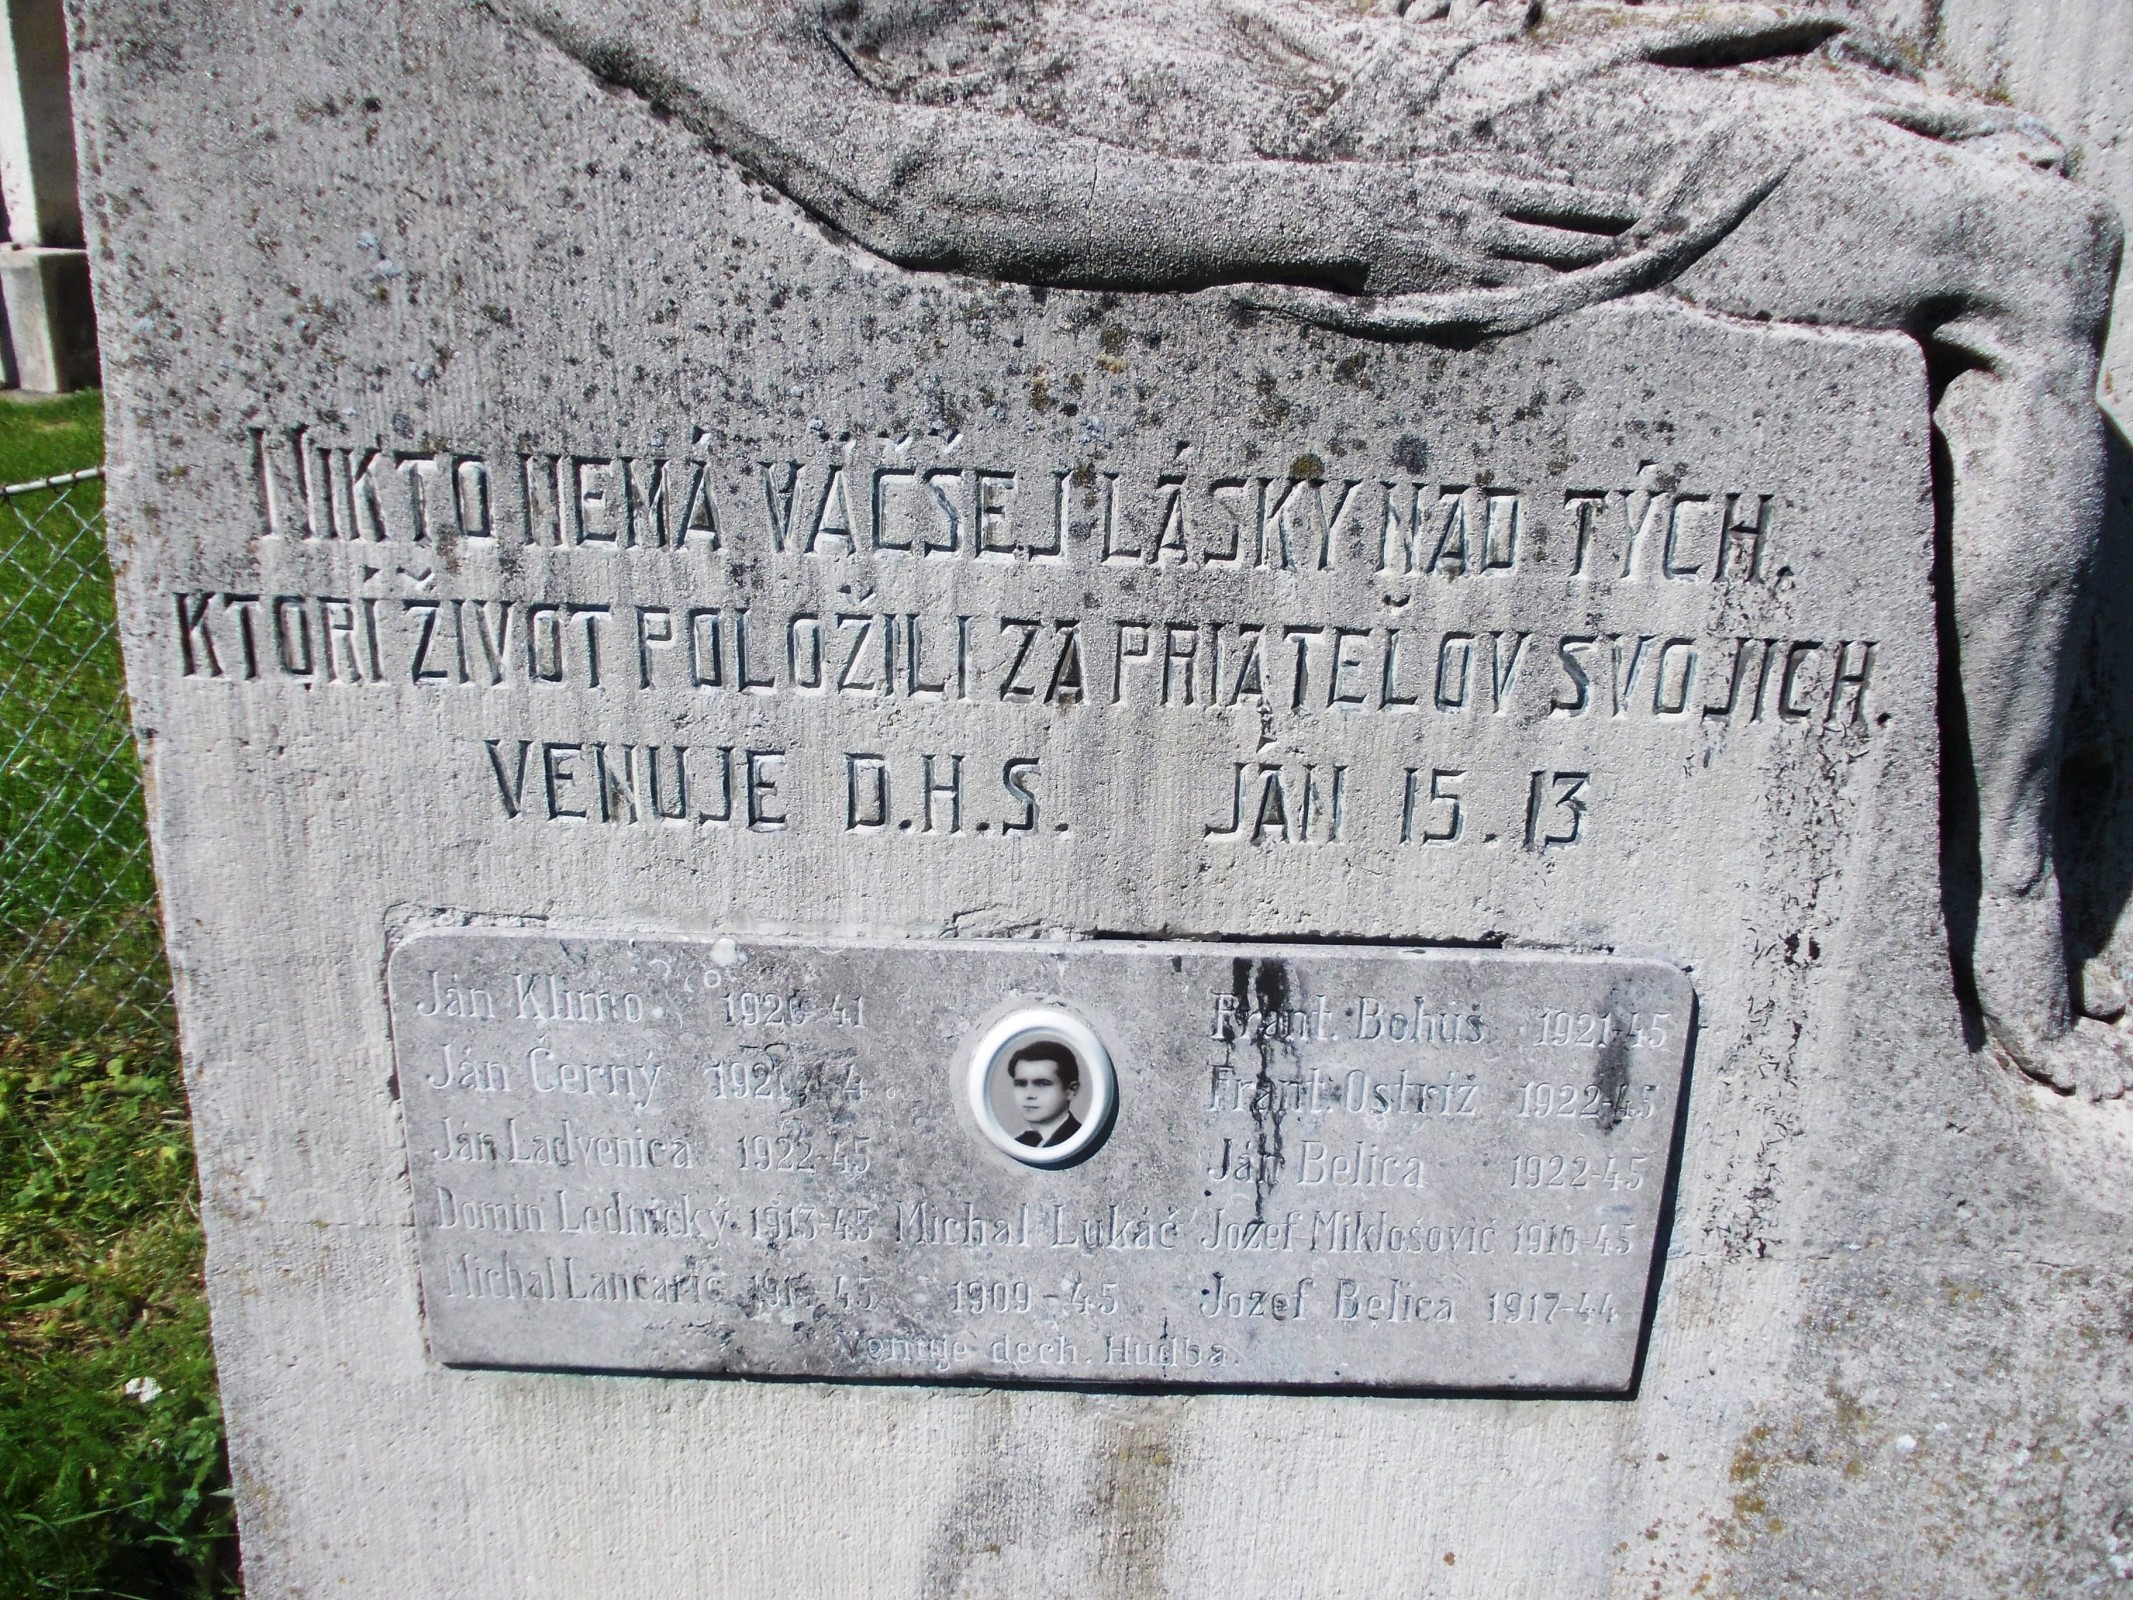 NIKTO NEMÁ VÄČŠEJ LÁSKY NAD TÝCH,
KTORÍ ŽIVOT POLOŽILI ZA PRIATEĽOV SVOJICH.
VENUJE D.H.S. JÁN 15.13
Ján Klimo 1920-41
Ján Černý
Ján Ladvenica 1922-45
Domin Lednický 1913-45
Michal Lančarič
Michal Lukáč
1909-45
Frant. Bohuš 1921-45
Frant. Ostríž 1922-45
Ján Belica 1922-45
Jozef Miklošovič 1910-45
Jozef Belica 1917-44
Venuje dech. Hudba.